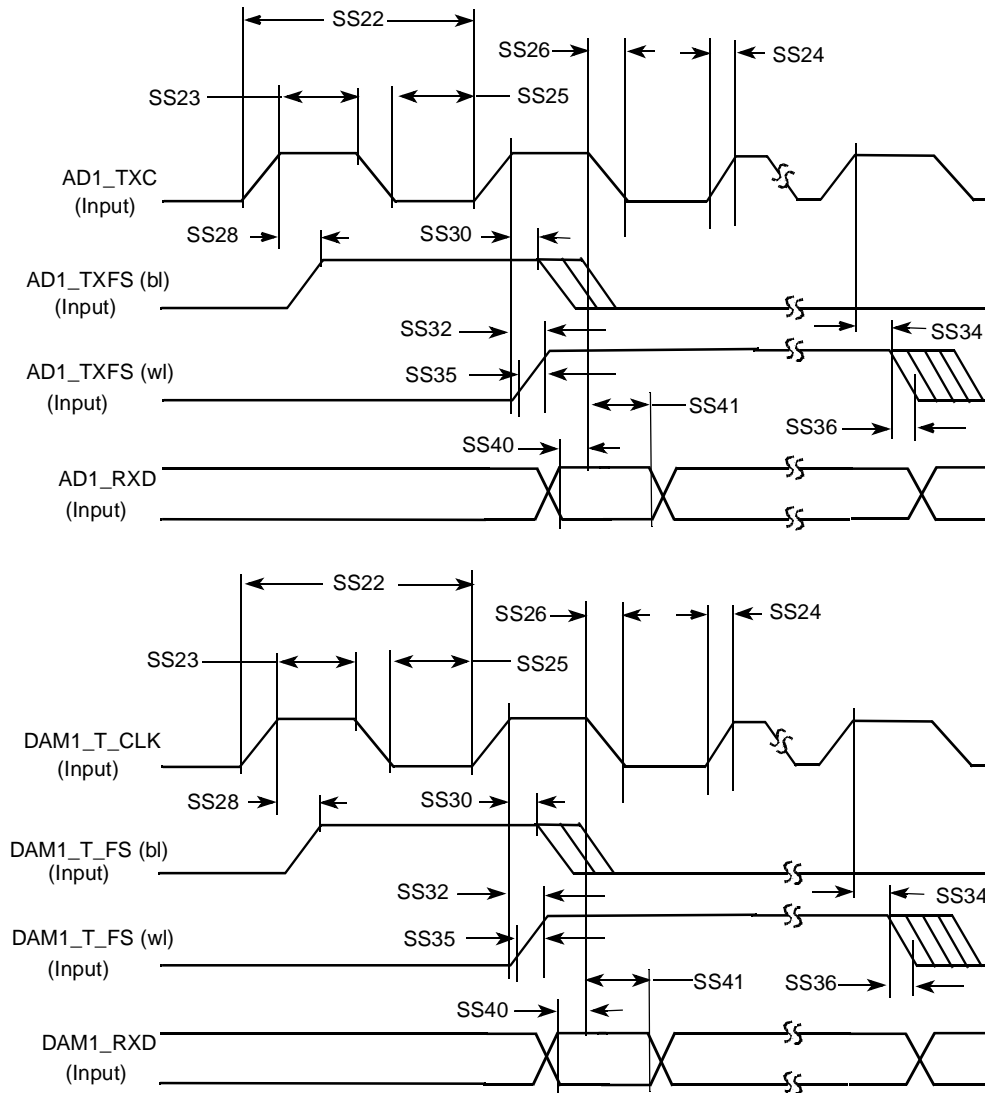 SS22
SS26
SS24
SS23
SS25
AD1_TXC
(Input)
SS28
SS30
AD1_TXFS (bl)
(Input)
SS32
SS34
AD1_TXFS (wl)
(Input)
SS35
SS41
SS36
SS40
AD1_RXD
(Input)
SS22
SS26
SS24
SS23
SS25
DAM1_T_CLK
(Input)
SS28
SS30
DAM1_T_FS (bl)
(Input)
SS32
SS34
DAM1_T_FS (wl)
(Input)
SS35
SS41
SS36
SS40
DAM1_RXD
(Input)